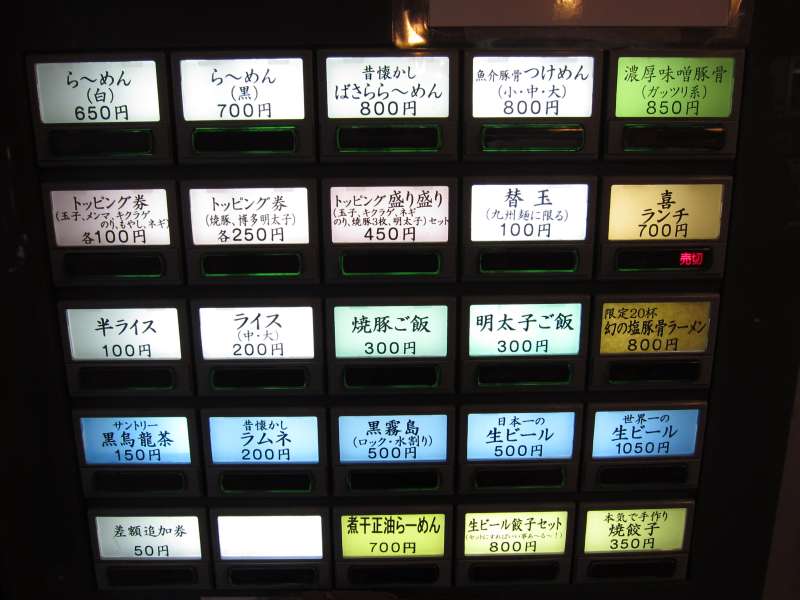 ら〜めん
(白)
650円
ら〜めん
(黒)
700円
昔懐かし
ばさらら〜めん
800円
魚介豚骨つけめん
(小・中・大)
800円
濃厚味噌豚骨
(ガッツリ系)
850円
トッピング券
(玉子、メンマ、キクラゲ
のり、もやし、ネギ)
各100円
トッピング券
(焼豚、博多明太子)
各250円
トッピング盛り盛り
(玉子、キクラゲ、ネギ
のり、焼豚3枚、明太子)セット
450円
替玉
(九州麺に限る)
100円
喜
ランチ
700円
売切
半ライス
100円
ライス
(中・大)
200円
焼豚ご飯
300円
明太子ご飯
300円
限定20杯
幻の塩豚骨ラーメン
800円
サントリー
黒烏龍茶
150円
昔懐かし
ラムネ
200円
黒霧島
(ロック・水割り)
500円
日本一の
生ビール
500円
世界一の
生ビール
1050円
差額追加券
50円
煮干正油らーめん
700円
生ビール餃子セット
(セットにすればいい事あ〜る〜!)
800円
本気で手作り
焼餃子
350円